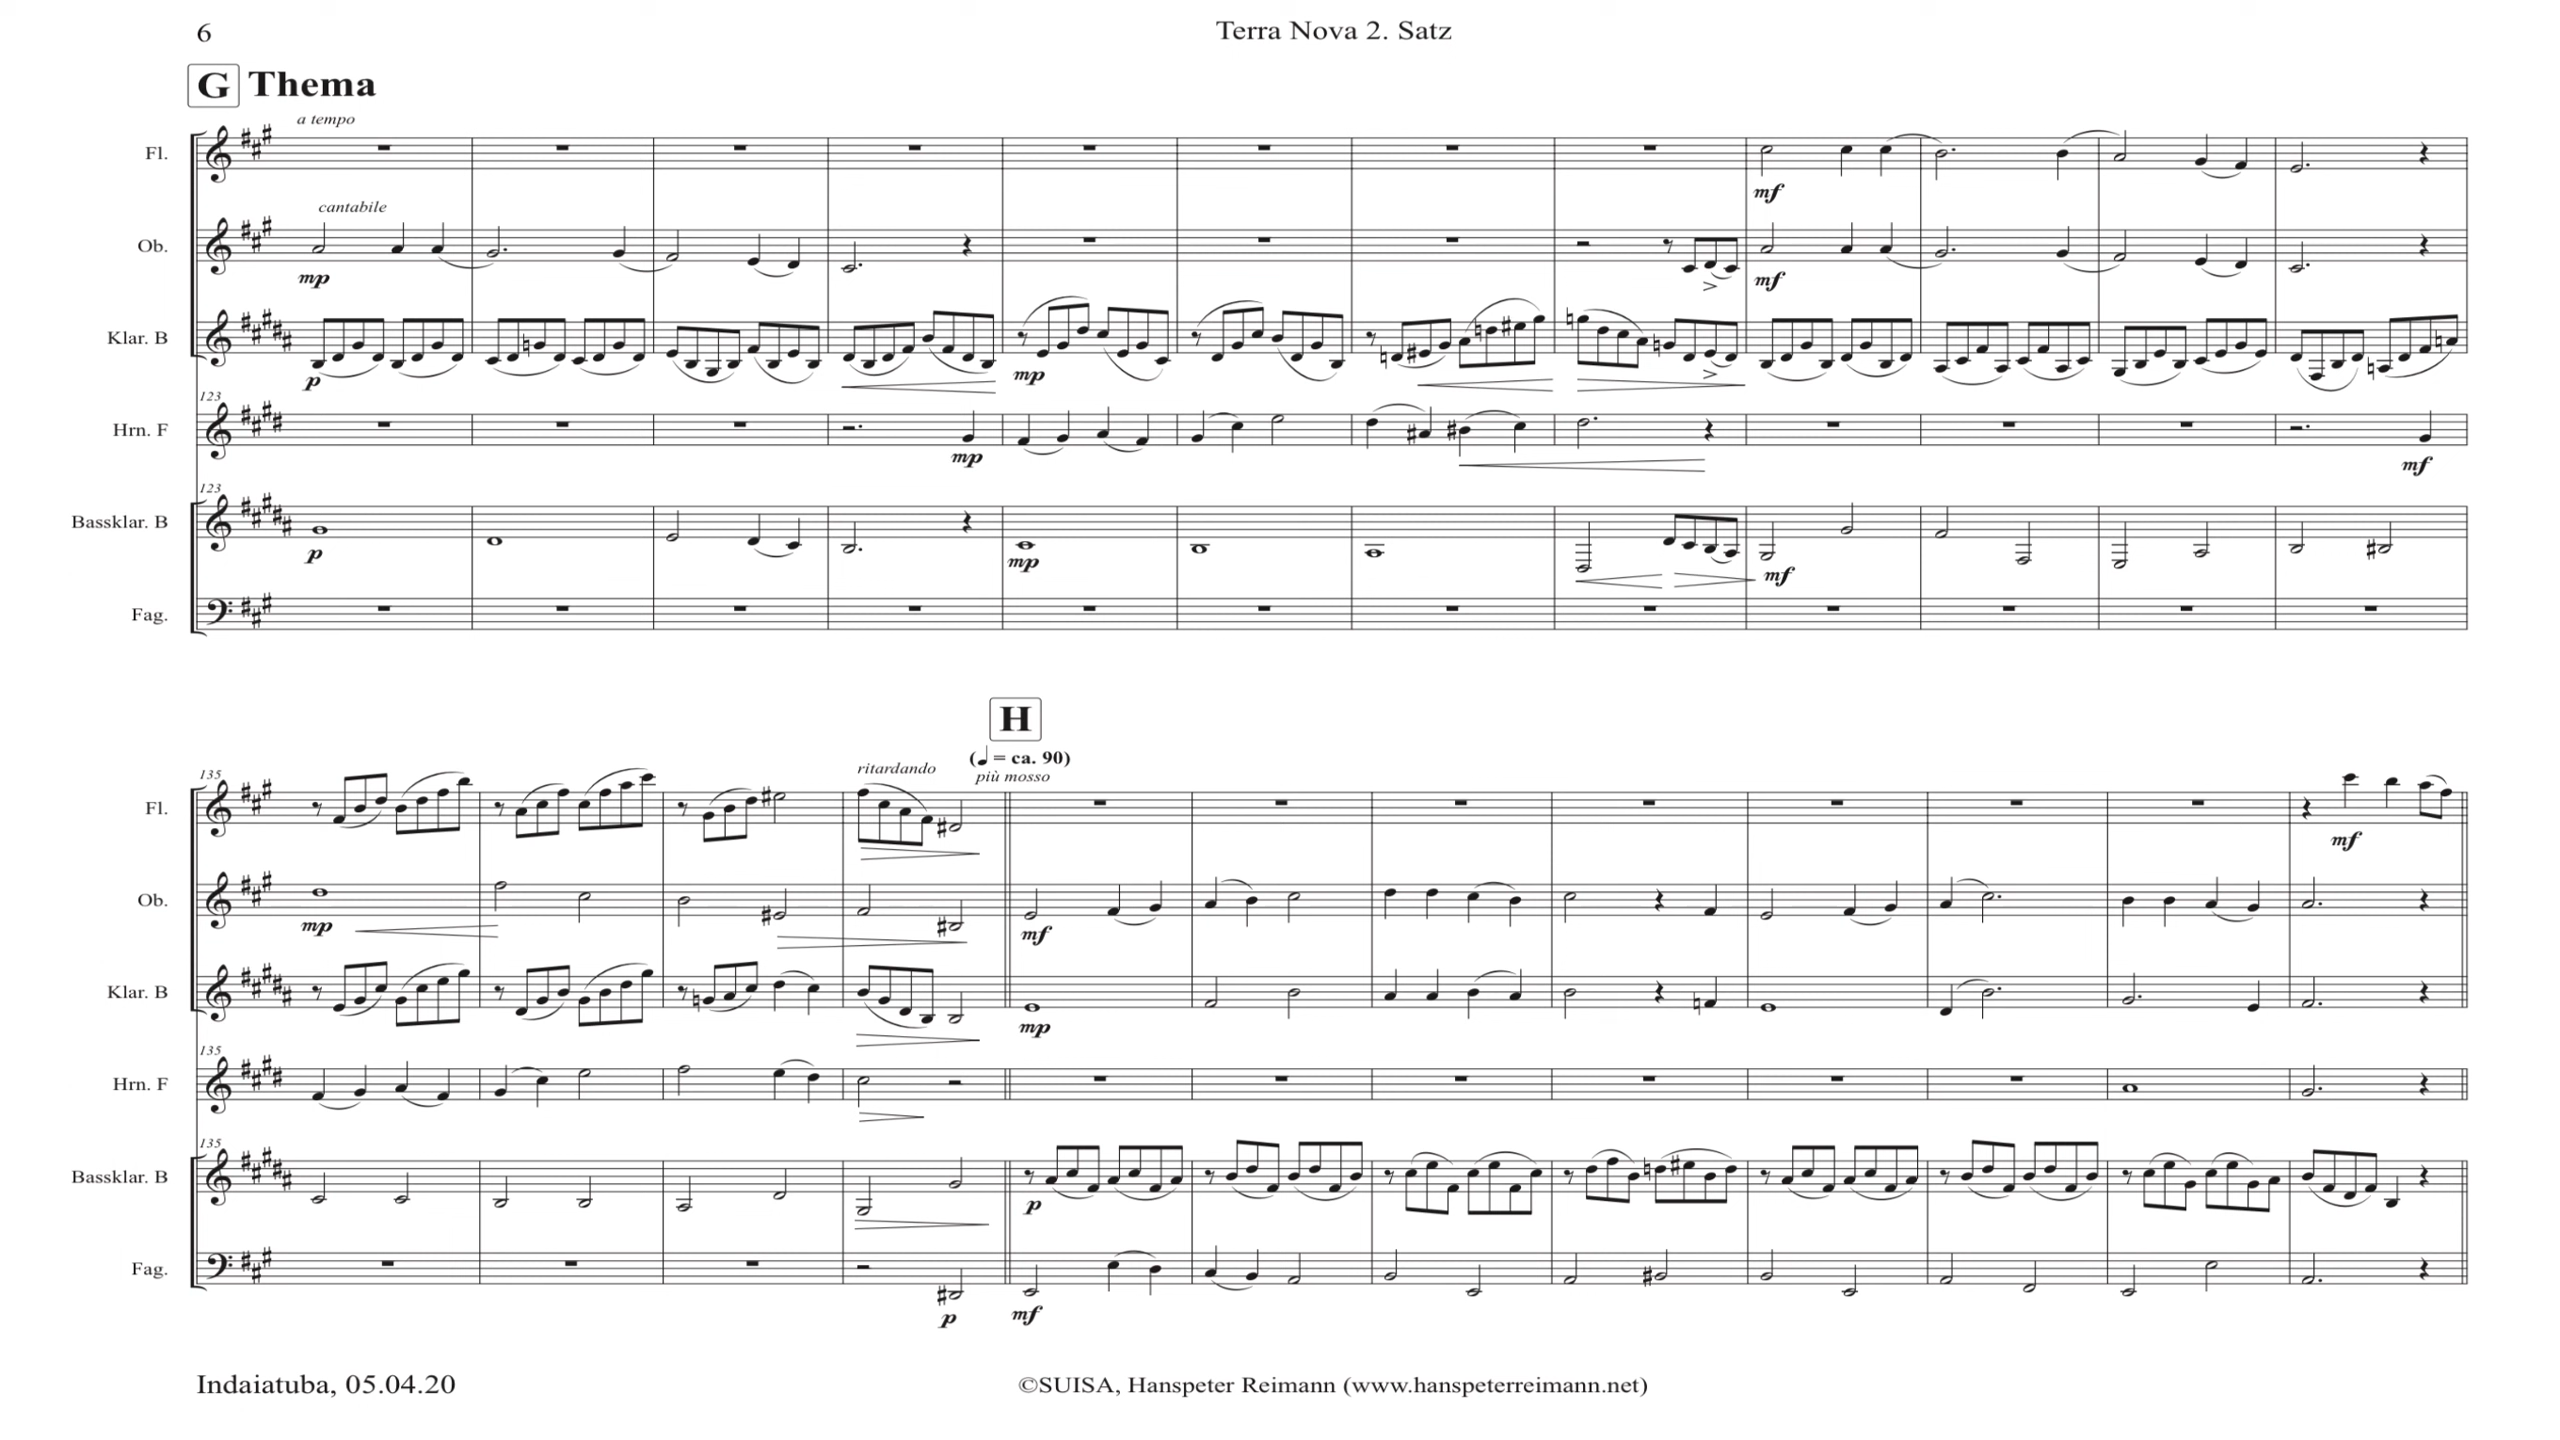 6
Terra Nova 2. Satz
G Thema
a tempo
Fl.
cantabile
mf
Ob.
mp
mf
Klar. B
p
mp
123
Hrn. F
mp
mf
123
Bassklar. B
p
mp
mf
Fag.
H
(♩ = ca. 90)
135
ritardando
più mosso
Fl.
mf
Ob.
mp
mf
Klar. B
mp
135
Hrn. F
135
Bassklar. B
p
Fag.
p
mf
Indaiatuba, 05.04.20
©SUISA, Hanspeter Reimann (www.hanspeterreimann.net)